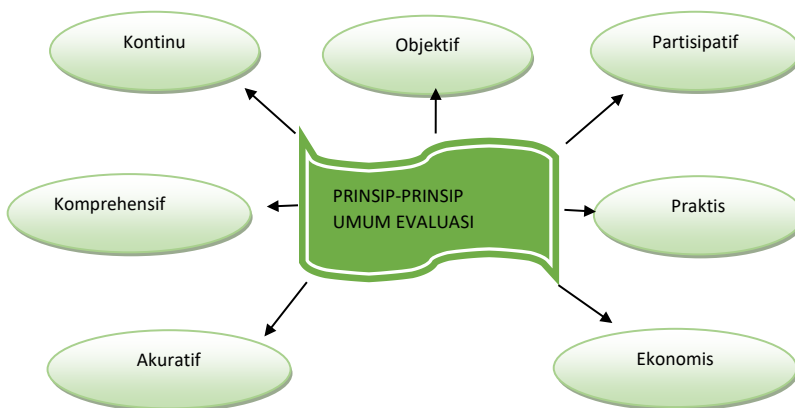 Kontinu
Objektif
Partisipatif
Komprehensif
PRINSIP-PRINSIP
UMUM EVALUASI
Praktis
Akuratif
Ekonomis